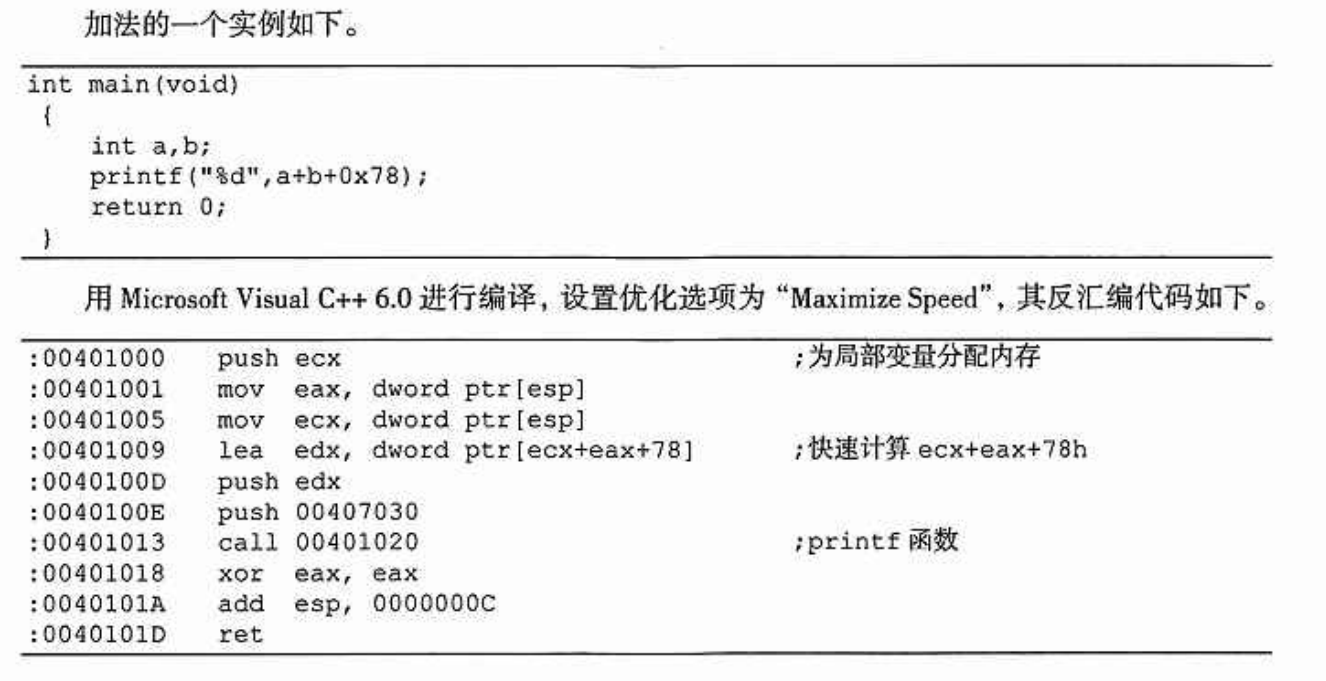 加法的一个实例如下。
int main(void)
{
int a,b;
printf("%d",a+b+0x78);
return 0;
}
用 Microsoft Visual C++ 6.0 进行编译，设置优化选项为“Maximize Speed”，其反汇编代码如下。
:00401000 push ecx ;为局部变量分配内存
:00401001 mov eax, dword ptr[esp]
:00401005 mov ecx, dword ptr[esp]
:00401009 lea edx, dword ptr[ecx+eax+78] ;快速计算 ecx+eax+78h
:0040100D push edx
:0040100E push 00407030
:00401013 call 00401020 ;printf 函数
:00401018 xor eax, eax
:0040101A add esp, 0000000C
:0040101D ret